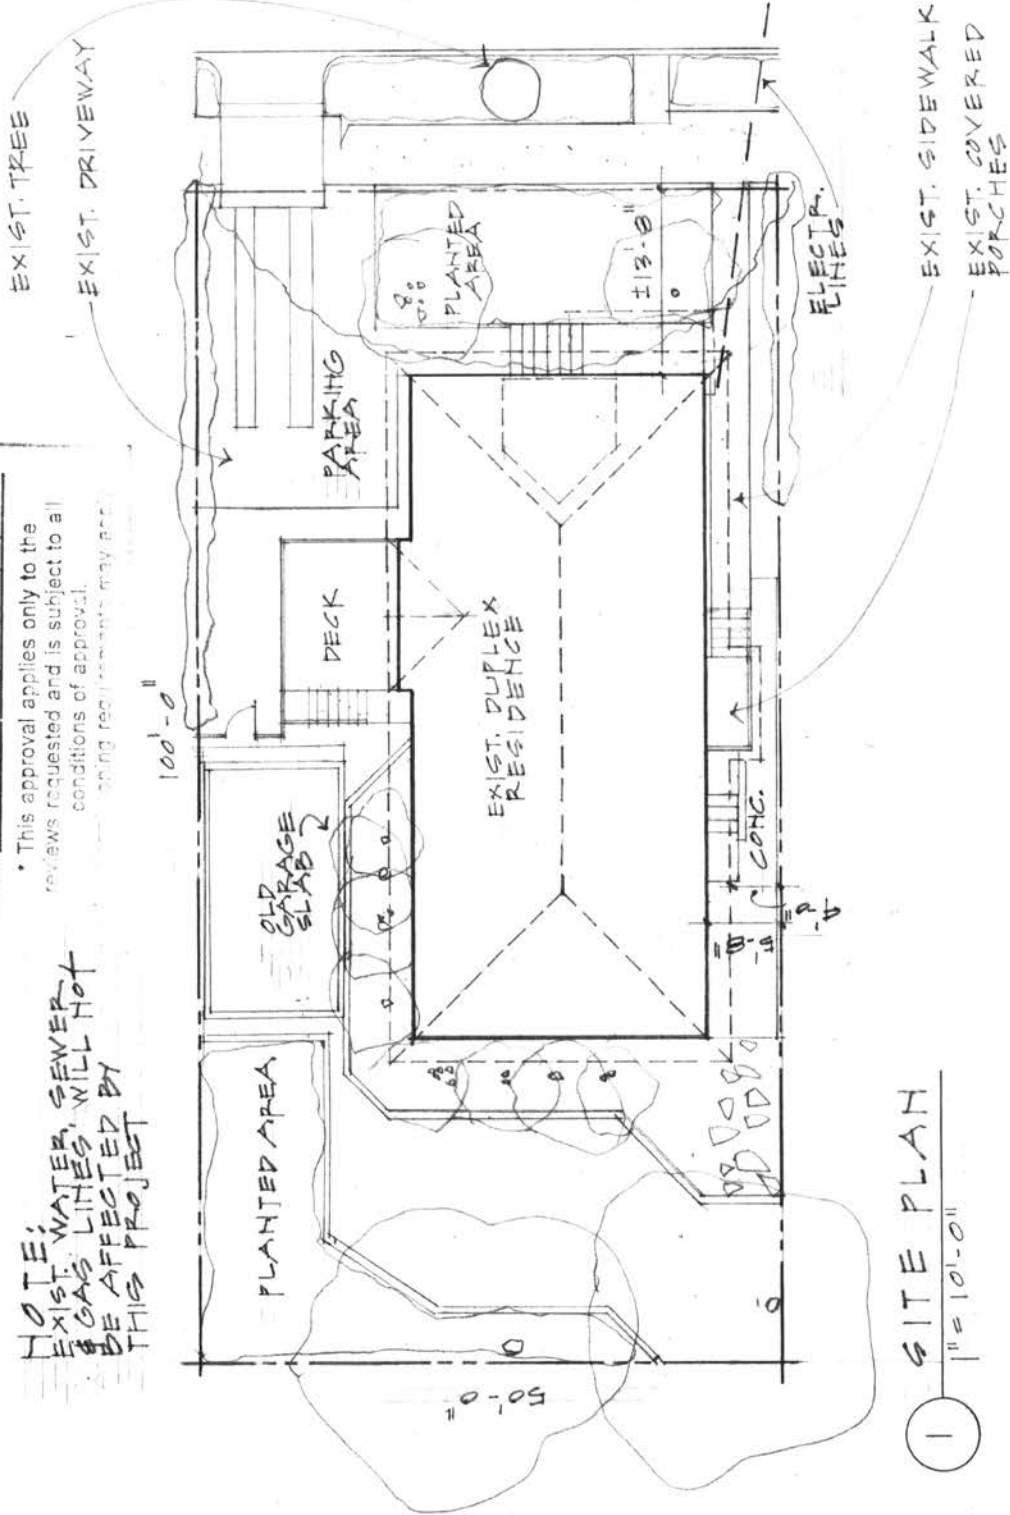 * This approval applies only to the
reviews requested and is subject to all
conditions of approval.
NOTE:
EXIST. WATER, SEWER,
& GAS LINES, WILL NOT
BE AFFECTED BY
THIS PROJECT
EXIST. TREE
EXIST. DRIVEWAY
100'-0"
PLANTED AREA
OLD
GARAGE
SLAB
DECK
PARKING
AREA
PLANTED
AREA
±13'-8"
EXIST. DUPLEX
RESIDENCE
50'-0"
CONC.
ELECTR.
LINES
EXIST. SIDEWALK
EXIST. COVERED
PORCHES
1
SITE PLAN
1" = 10'-0"